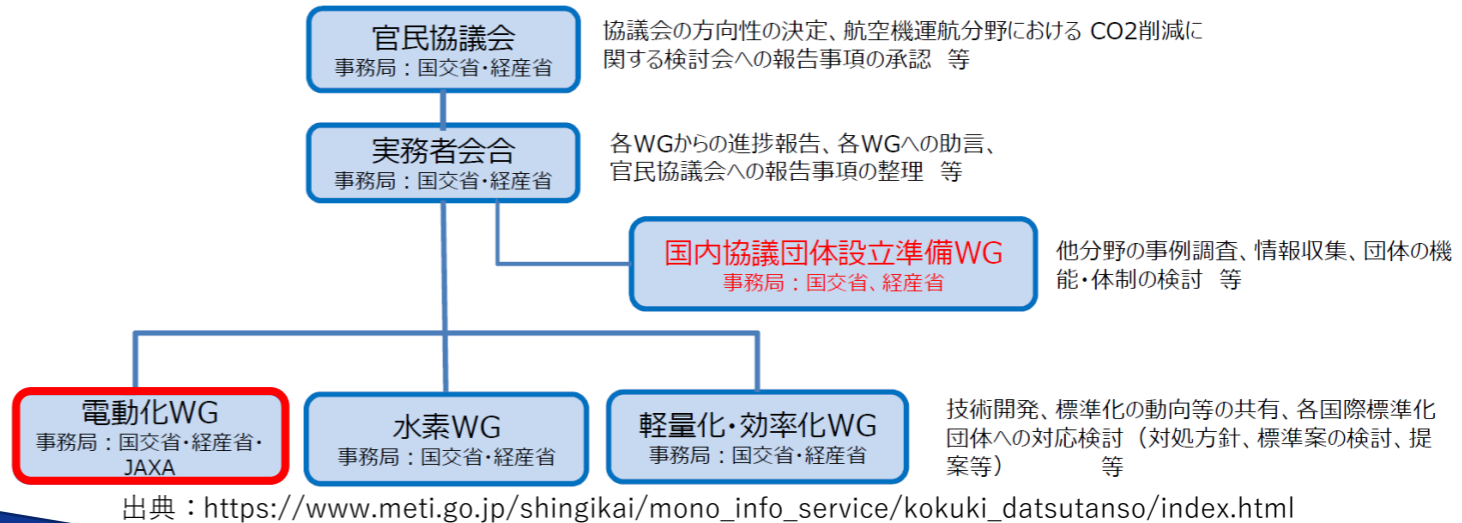 官民協議会
事務局：国交省・経産省
協議会の方向性の決定、航空機運航分野における CO2削減に
関する検討会への報告事項の承認 等
実務者会合
事務局：国交省・経産省
各WGからの進捗報告、各WGへの助言、
官民協議会への報告事項の整理 等
国内協議団体設立準備WG
事務局：国交省、経産省
他分野の事例調査、情報収集、団体の機
能・体制の検討 等
電動化WG
事務局：国交省・経産省・
JAXA
水素WG
事務局：国交省・経産省
軽量化・効率化WG
事務局：国交省・経産省
技術開発、標準化の動向等の共有、各国際標準化
団体への対応検討（対処方針、標準案の検討、提
案等） 等
出典：https://www.meti.go.jp/shingikai/mono_info_service/kokuki_datsutanso/index.html